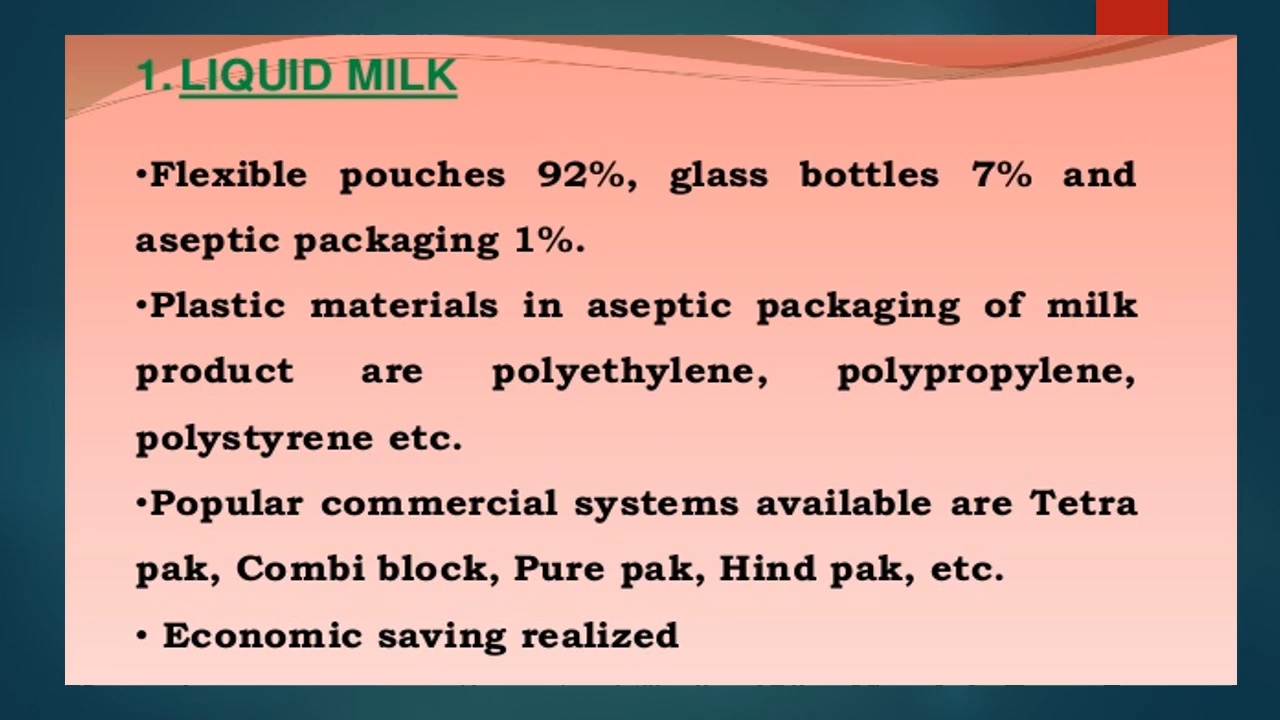 1. LIQUID MILK
•Flexible pouches 92%, glass bottles 7% and
aseptic packaging 1%.
•Plastic materials in aseptic packaging of milk
product are polyethylene, polypropylene,
polystyrene etc.
•Popular commercial systems available are Tetra
pak, Combi block, Pure pak, Hind pak, etc.
• Economic saving realized